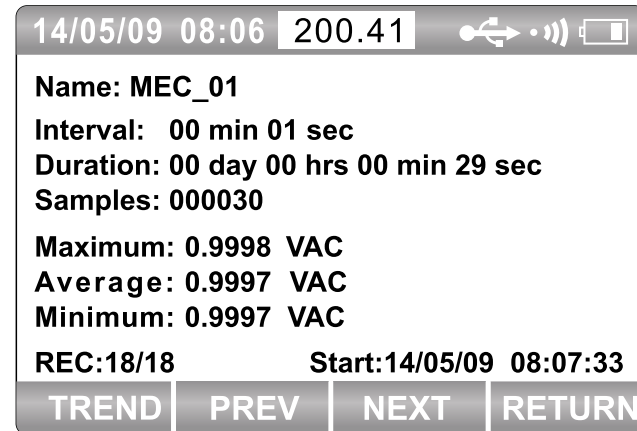 14/05/09 08:06 200.41
Name: MEC_01
Interval: 00 min 01 sec
Duration: 00 day 00 hrs 00 min 29 sec
Samples: 000030
Maximum: 0.9998 VAC
Average: 0.9997 VAC
Minimum: 0.9997 VAC
REC:18/18 Start:14/05/09 08:07:33
TREND PREV NEXT RETURN